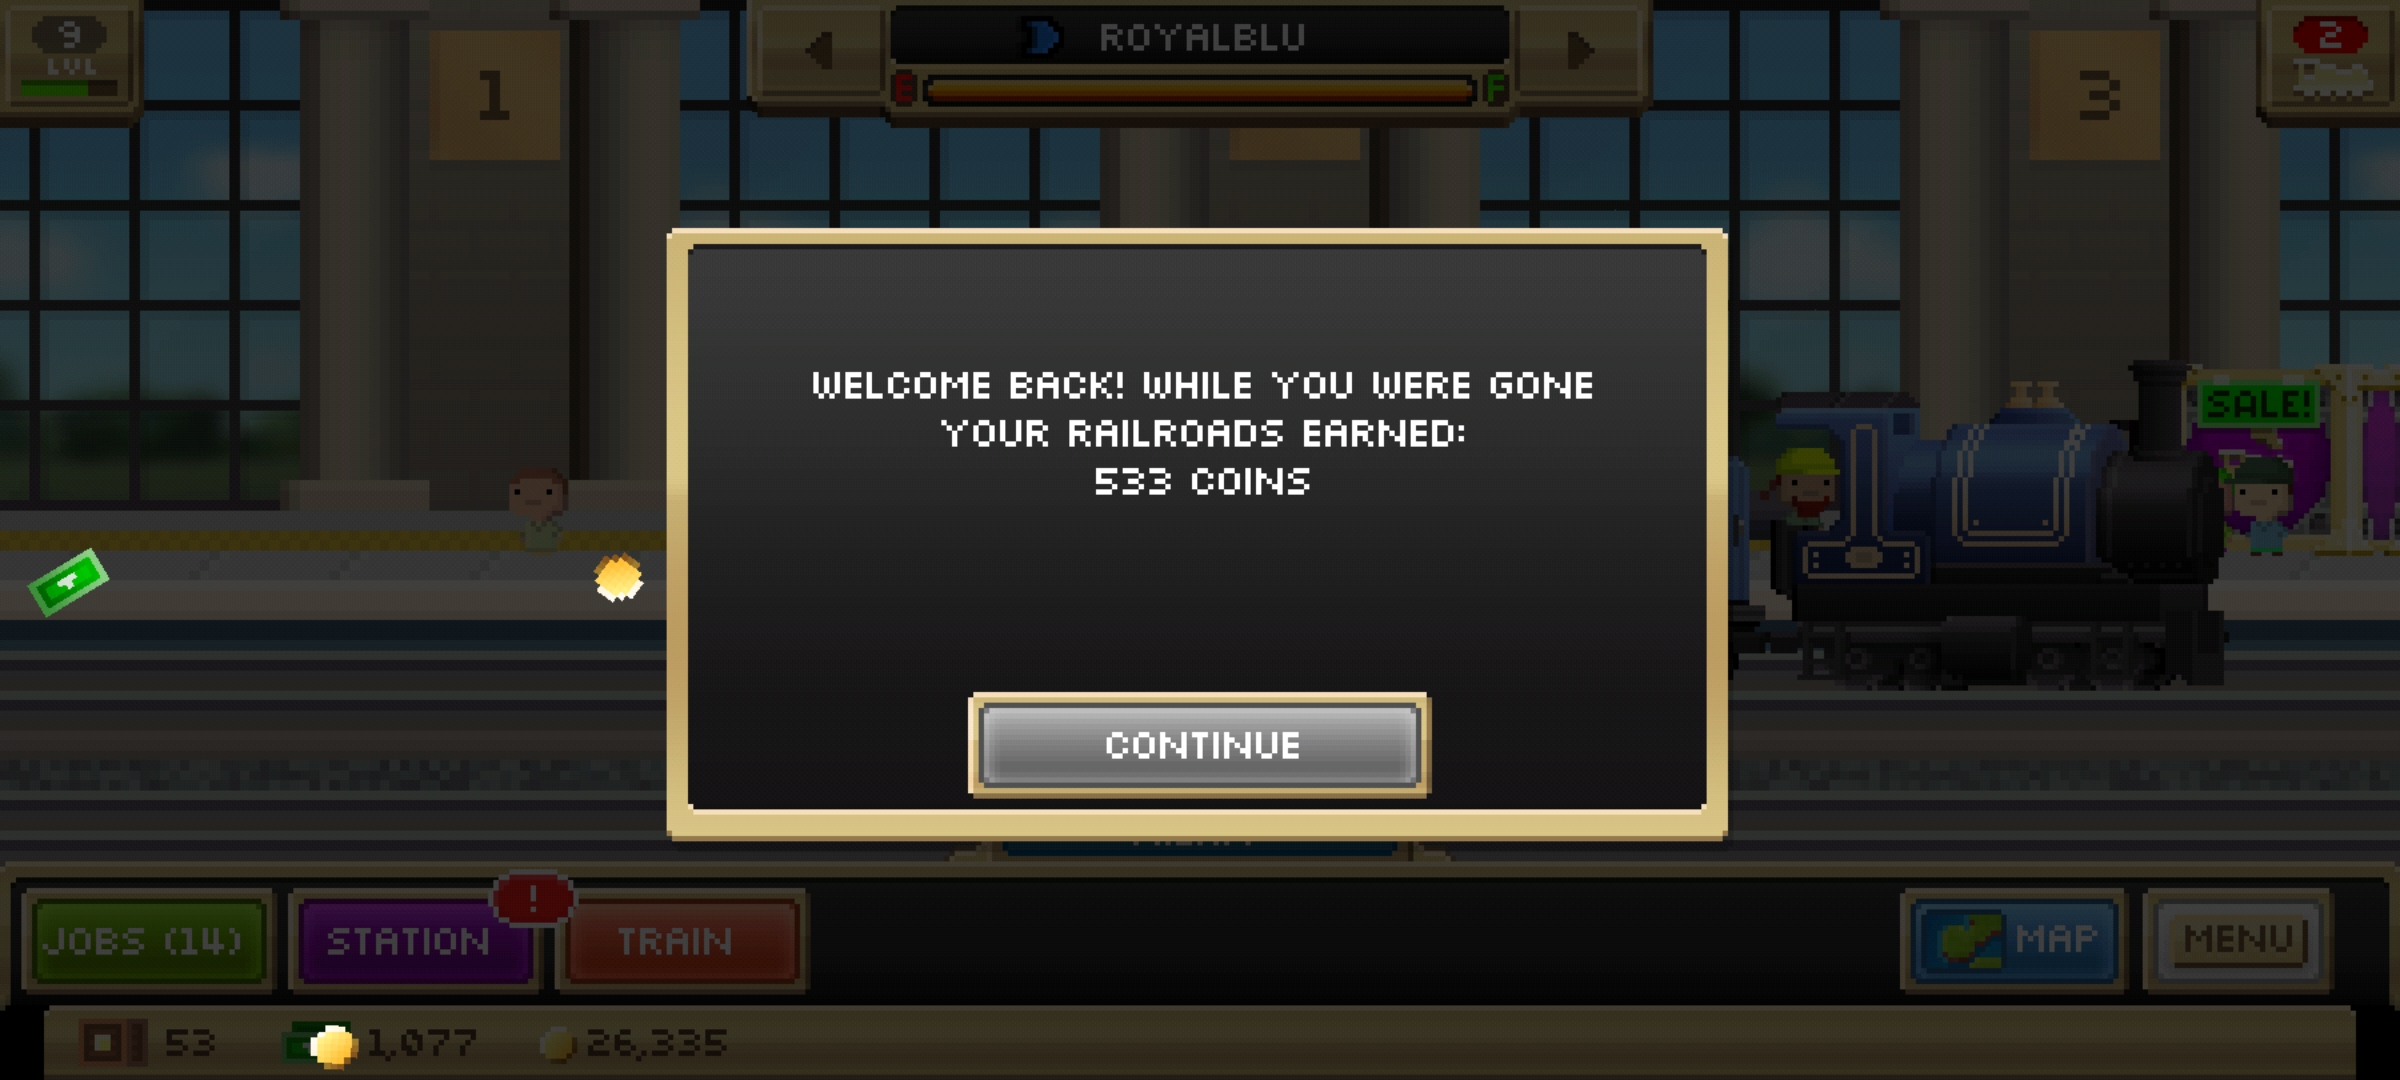 9
LVL
1
ROYALBLU
E F
3
2
SALE!
WELCOME BACK! WHILE YOU WERE GONE
YOUR RAILROADS EARNED:
533 COINS
CONTINUE
JOBS (14)
STATION
!
TRAIN
MAP
MENU
53
1,077
26,335